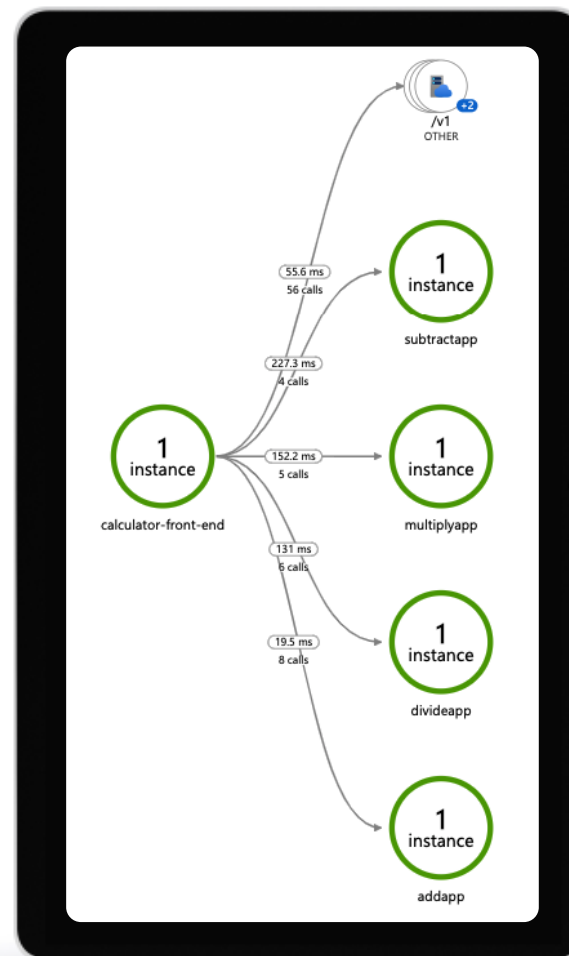 +2
/v1
OTHER
55.6 ms
56 calls
1
instance
subtractapp
227.3 ms
4 calls
1
instance
calculator-front-end
152.2 ms
5 calls
1
instance
multiplyapp
131 ms
6 calls
19.5 ms
8 calls
1
instance
divideapp
1
instance
addapp